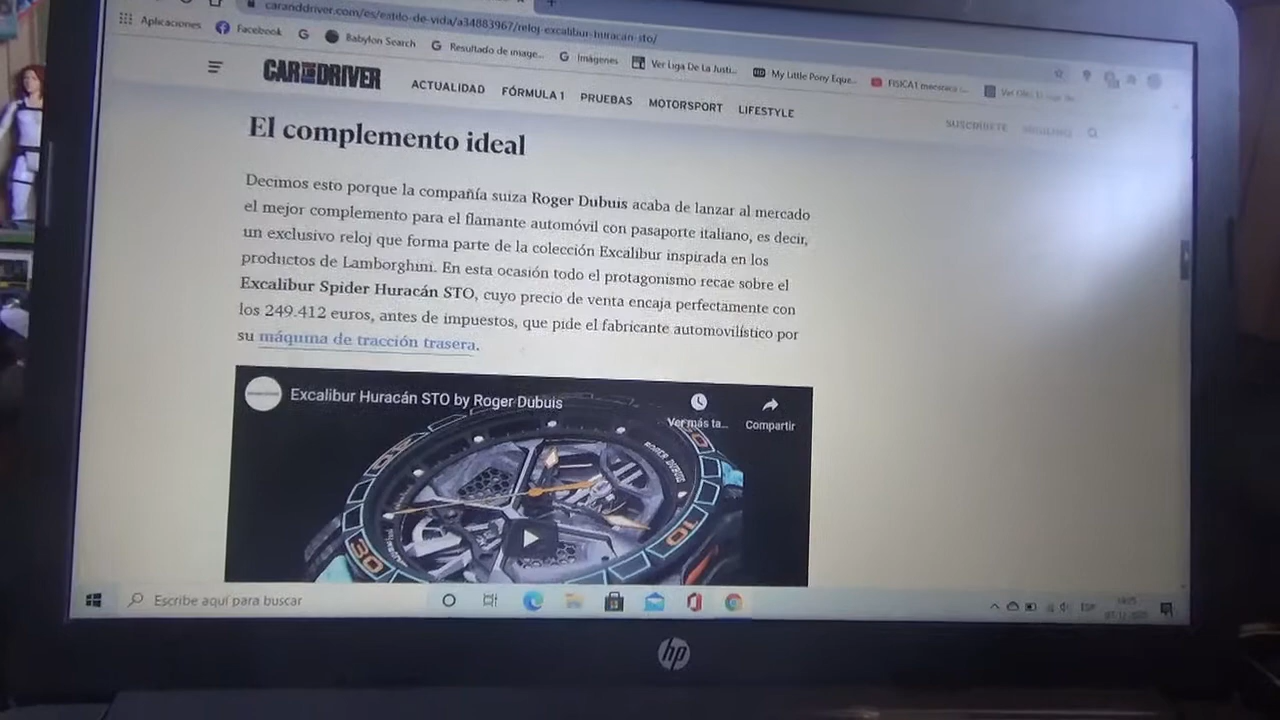 caranddriver.com/es/estilo-de-vida/a34883967/reloj-excalibur-huracan-sto/
Aplicaciones Facebook Babylon Search Resultado de image... Imágenes Ver Liga De La Justi... My Little Pony Eque...
CAR AND DRIVER ACTUALIDAD FÓRMULA 1 PRUEBAS MOTORSPORT LIFESTYLE SUSCRÍBETE
El complemento ideal
Decimos esto porque la compañía suiza Roger Dubuis acaba de lanzar al mercado
el mejor complemento para el flamante automóvil con pasaporte italiano, es decir,
un exclusivo reloj que forma parte de la colección Excalibur inspirada en los
productos de Lamborghini. En esta ocasión todo el protagonismo recae sobre el
Excalibur Spider Huracán STO, cuyo precio de venta encaja perfectamente con
los 249.412 euros, antes de impuestos, que pide el fabricante automovilístico por
su máquina de tracción trasera.
Excalibur Huracán STO by Roger Dubuis
Ver más ta... Compartir
ROGER DUBUIS
10
30
Escribe aquí para buscar
ESP
hp